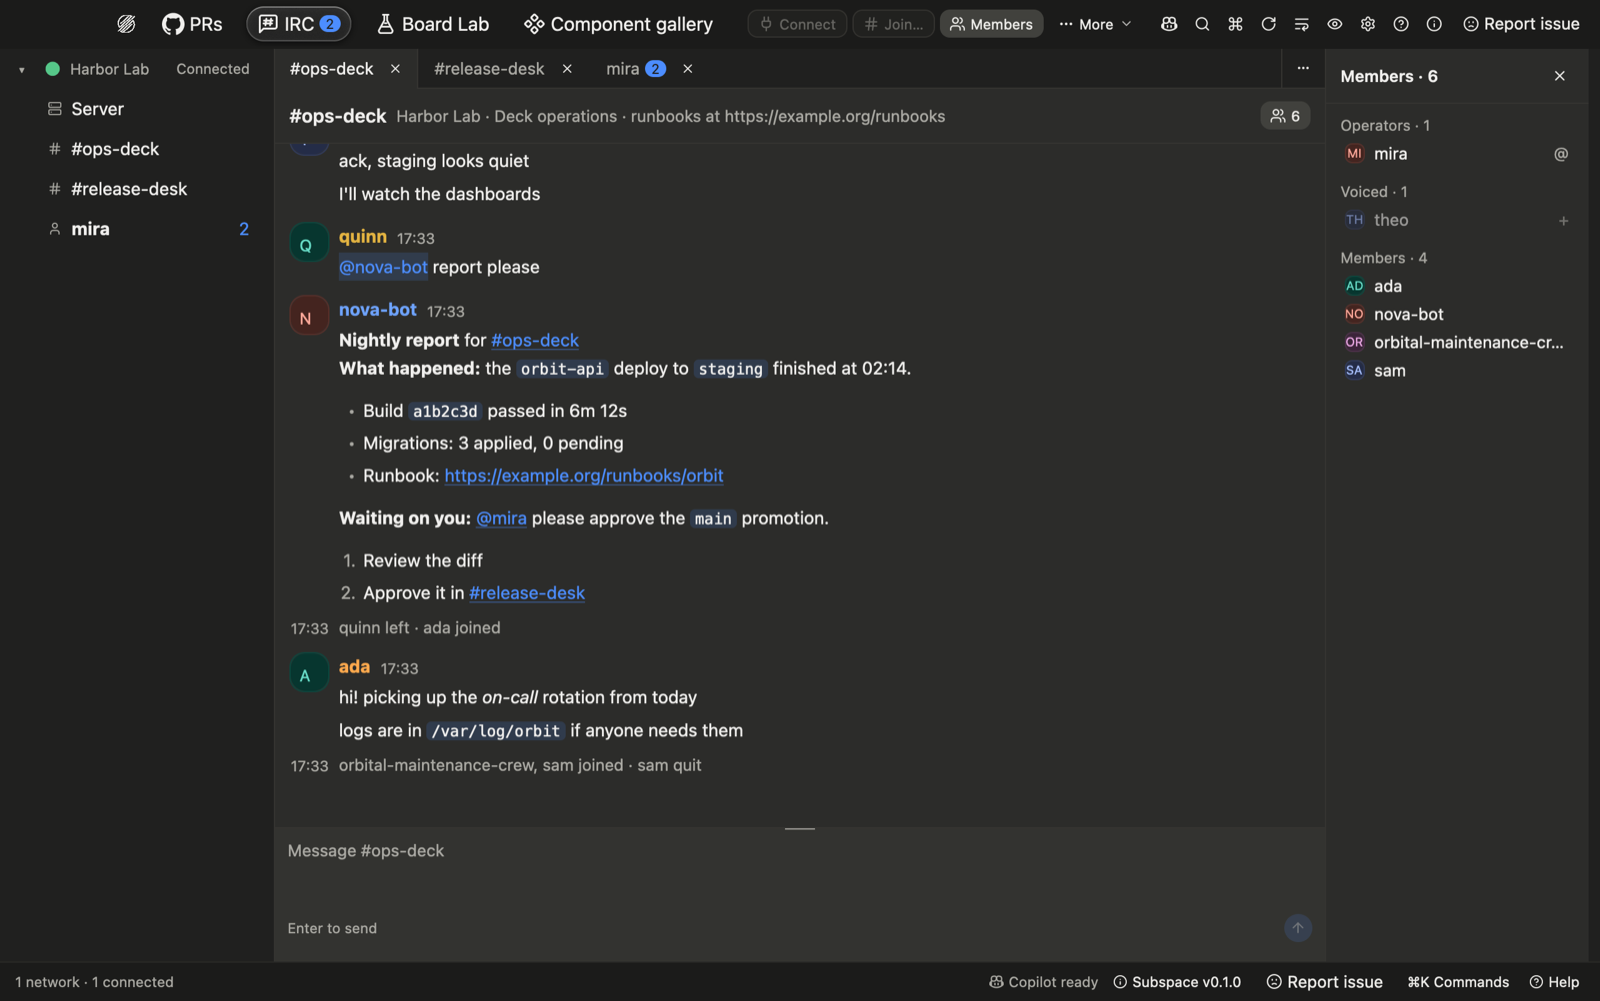 PRs
IRC 2
Board Lab
Component gallery
Connect
# Join...
Members
More
Report issue
Harbor Lab Connected
Server
# #ops-deck
# #release-desk
mira 2
#ops-deck
#release-desk
mira 2
#ops-deck Harbor Lab · Deck operations · runbooks at https://example.org/runbooks
6
ack, staging looks quiet
I'll watch the dashboards
Q
quinn 17:33
@nova-bot report please
N
nova-bot 17:33
Nightly report for #ops-deck
What happened: the orbit-api deploy to staging finished at 02:14.
• Build a1b2c3d passed in 6m 12s
• Migrations: 3 applied, 0 pending
• Runbook: https://example.org/runbooks/orbit
Waiting on you: @mira please approve the main promotion.
1. Review the diff
2. Approve it in #release-desk
17:33 quinn left · ada joined
A
ada 17:33
hi! picking up the on-call rotation from today
logs are in /var/log/orbit if anyone needs them
17:33 orbital-maintenance-crew, sam joined · sam quit
Message #ops-deck
Enter to send
Members · 6
Operators · 1
MI mira @
Voiced · 1
TH theo +
Members · 4
AD ada
NO nova-bot
OR orbital-maintenance-cr...
SA sam
1 network · 1 connected
Copilot ready
Subspace v0.1.0
Report issue
⌘K Commands
Help